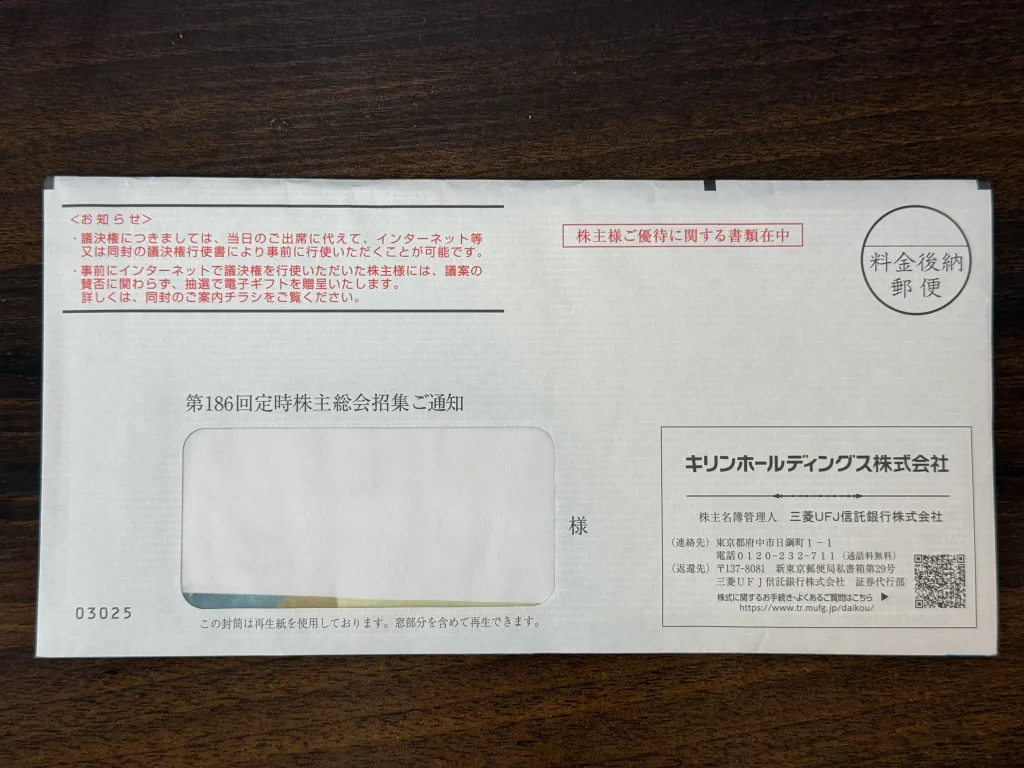 <お知らせ>
・議決権につきましては、当日のご出席に代えて、インターネット等
又は同封の議決権行使書により事前に行使いただくことが可能です。
・事前にインターネットで議決権を行使いただいた株主様には、議案の
賛否に関わらず、抽選で電子ギフトを贈呈いたします。
詳しくは、同封のご案内チラシをご覧ください。
株主様ご優待に関する書類在中
料金後納
郵便
第186回定時株主総会招集ご通知
様
03025
この封筒は再生紙を使用しております。窓部分を含めて再生できます。
キリンホールディングス株式会社
株主名簿管理人 三菱UFJ信託銀行株式会社
(連絡先) 東京都府中市日鋼町1-1
電話0120-232-711(通話料無料)
(返還先) 〒137-8081 新東京郵便局私書箱第29号
三菱UFJ信託銀行株式会社 証券代行部
株式に関するお手続き・よくあるご質問はこちら ▶
https://www.tr.mufg.jp/daikou/